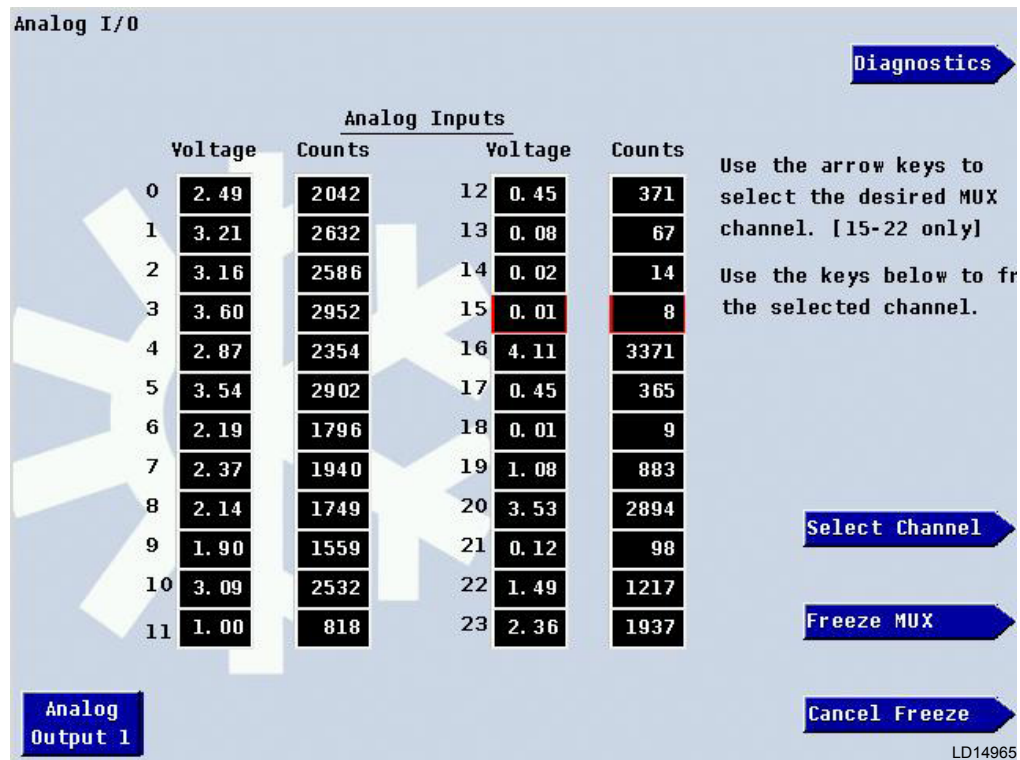 Analog I/O
Diagnostics
Analog Inputs
Voltage Counts Voltage Counts
0 2.49 2042 12 0.45 371
1 3.21 2632 13 0.08 67
2 3.16 2586 14 0.02 14
3 3.60 2952 15 0.01 8
4 2.87 2354 16 4.11 3371
5 3.54 2902 17 0.45 365
6 2.19 1796 18 0.01 9
7 2.37 1940 19 1.08 883
8 2.14 1749 20 3.53 2894
9 1.90 1559 21 0.12 98
10 3.09 2532 22 1.49 1217
11 1.00 818 23 2.36 1937
Use the arrow keys to
select the desired MUX
channel. [15-22 only]
Use the keys below to fr
the selected channel.
Select Channel
Freeze MUX
Cancel Freeze
Analog
Output 1
LD14965